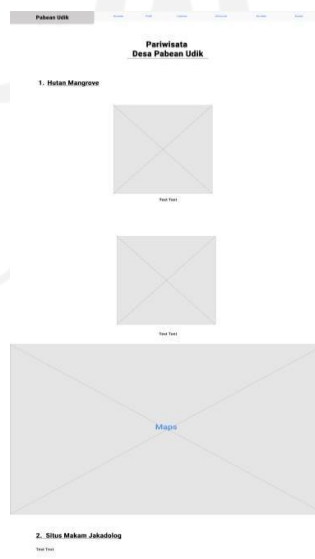 Pabean Udik
Pariwisata
Desa Pabean Udik
1. Hutan Mangrove
Text Text
Text Text
Maps
2. Situs Makam Jakadolog
Text Text